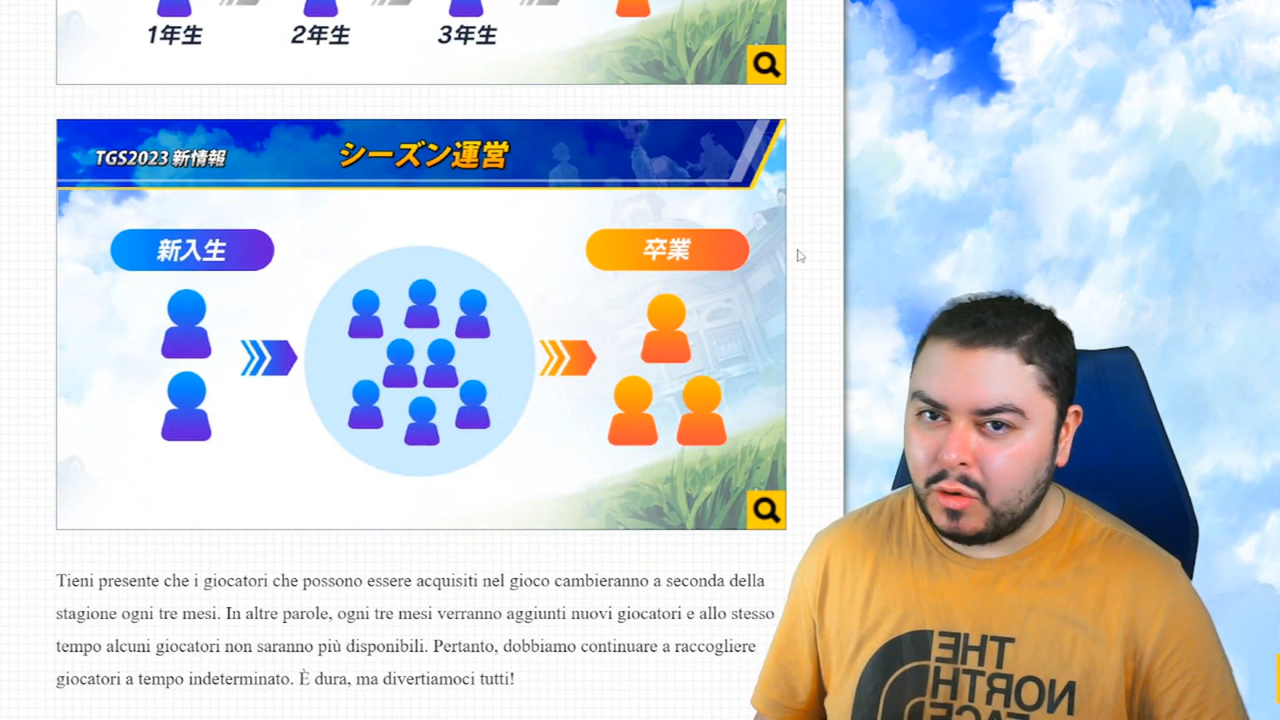 1年生 2年生 3年生
TGS2023 新情報 シーズン運営
新入生 卒業
Tieni presente che i giocatori che possono essere acquisiti nel gioco cambieranno a seconda della
stagione ogni tre mesi. In altre parole, ogni tre mesi verranno aggiunti nuovi giocatori e allo stesso
tempo alcuni giocatori non saranno più disponibili. Pertanto, dobbiamo continuare a raccogliere
giocatori a tempo indeterminato. È dura, ma divertiamoci tutti!
THE
NORTH
FACE